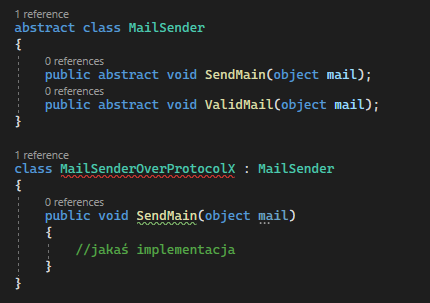 1 reference
abstract class MailSender
{
0 references
public abstract void SendMain(object mail);
0 references
public abstract void ValidMail(object mail);
}
1 reference
class MailSenderOverProtocolX : MailSender
{
0 references
public void SendMain(object mail)
{
//jakaś implementacja
}
}